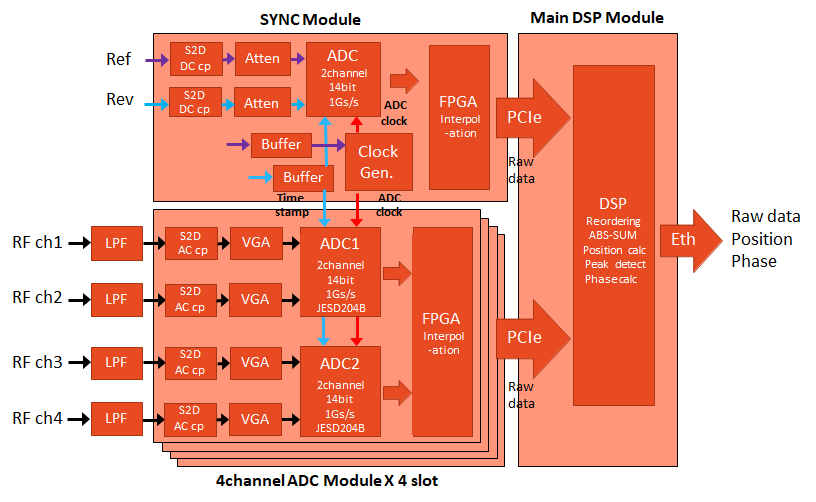 SYNC Module
Main DSP Module
Ref
S2D
DC cp
Atten
ADC
2channel
14bit
1Gs/s
Rev
S2D
DC cp
Atten
ADC
clock
FPGA
Interpol
-ation
PCIe
Raw
data
Buffer
Clock
Gen.
Buffer
Time
stamp
ADC
clock
DSP
Reordering
ABS-SUM
Position calc
Peak detect
Phase calc
Eth
Raw data
Position
Phase
RF ch1
LPF
S2D
AC cp
VGA
ADC1
2channel
14bit
1Gs/s
JESD204B
RF ch2
LPF
S2D
AC cp
VGA
FPGA
Interpol
-ation
PCIe
Raw
data
RF ch3
LPF
S2D
AC cp
VGA
ADC2
2channel
14bit
1Gs/s
JESD204B
RF ch4
LPF
S2D
AC cp
VGA
4channel ADC Module X 4 slot